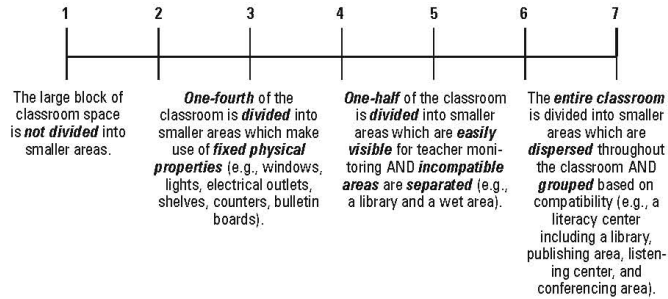 1 2 3 4 5 6 7
The large block of
classroom space
is not divided into
smaller areas.
One-fourth of the
classroom is divided into
smaller areas which make
use of fixed physical
properties (e.g., windows,
lights, electrical outlets,
shelves, counters, bulletin
boards).
One-half of the classroom
is divided into smaller
areas which are easily
visible for teacher moni-
toring AND incompatible
areas are separated (e.g.,
a library and a wet area).
The entire classroom
is divided into smaller
areas which are
dispersed throughout
the classroom AND
grouped based on
compatibility (e.g., a
literacy center
including a library,
publishing area, listen-
ing center, and
conferencing area).